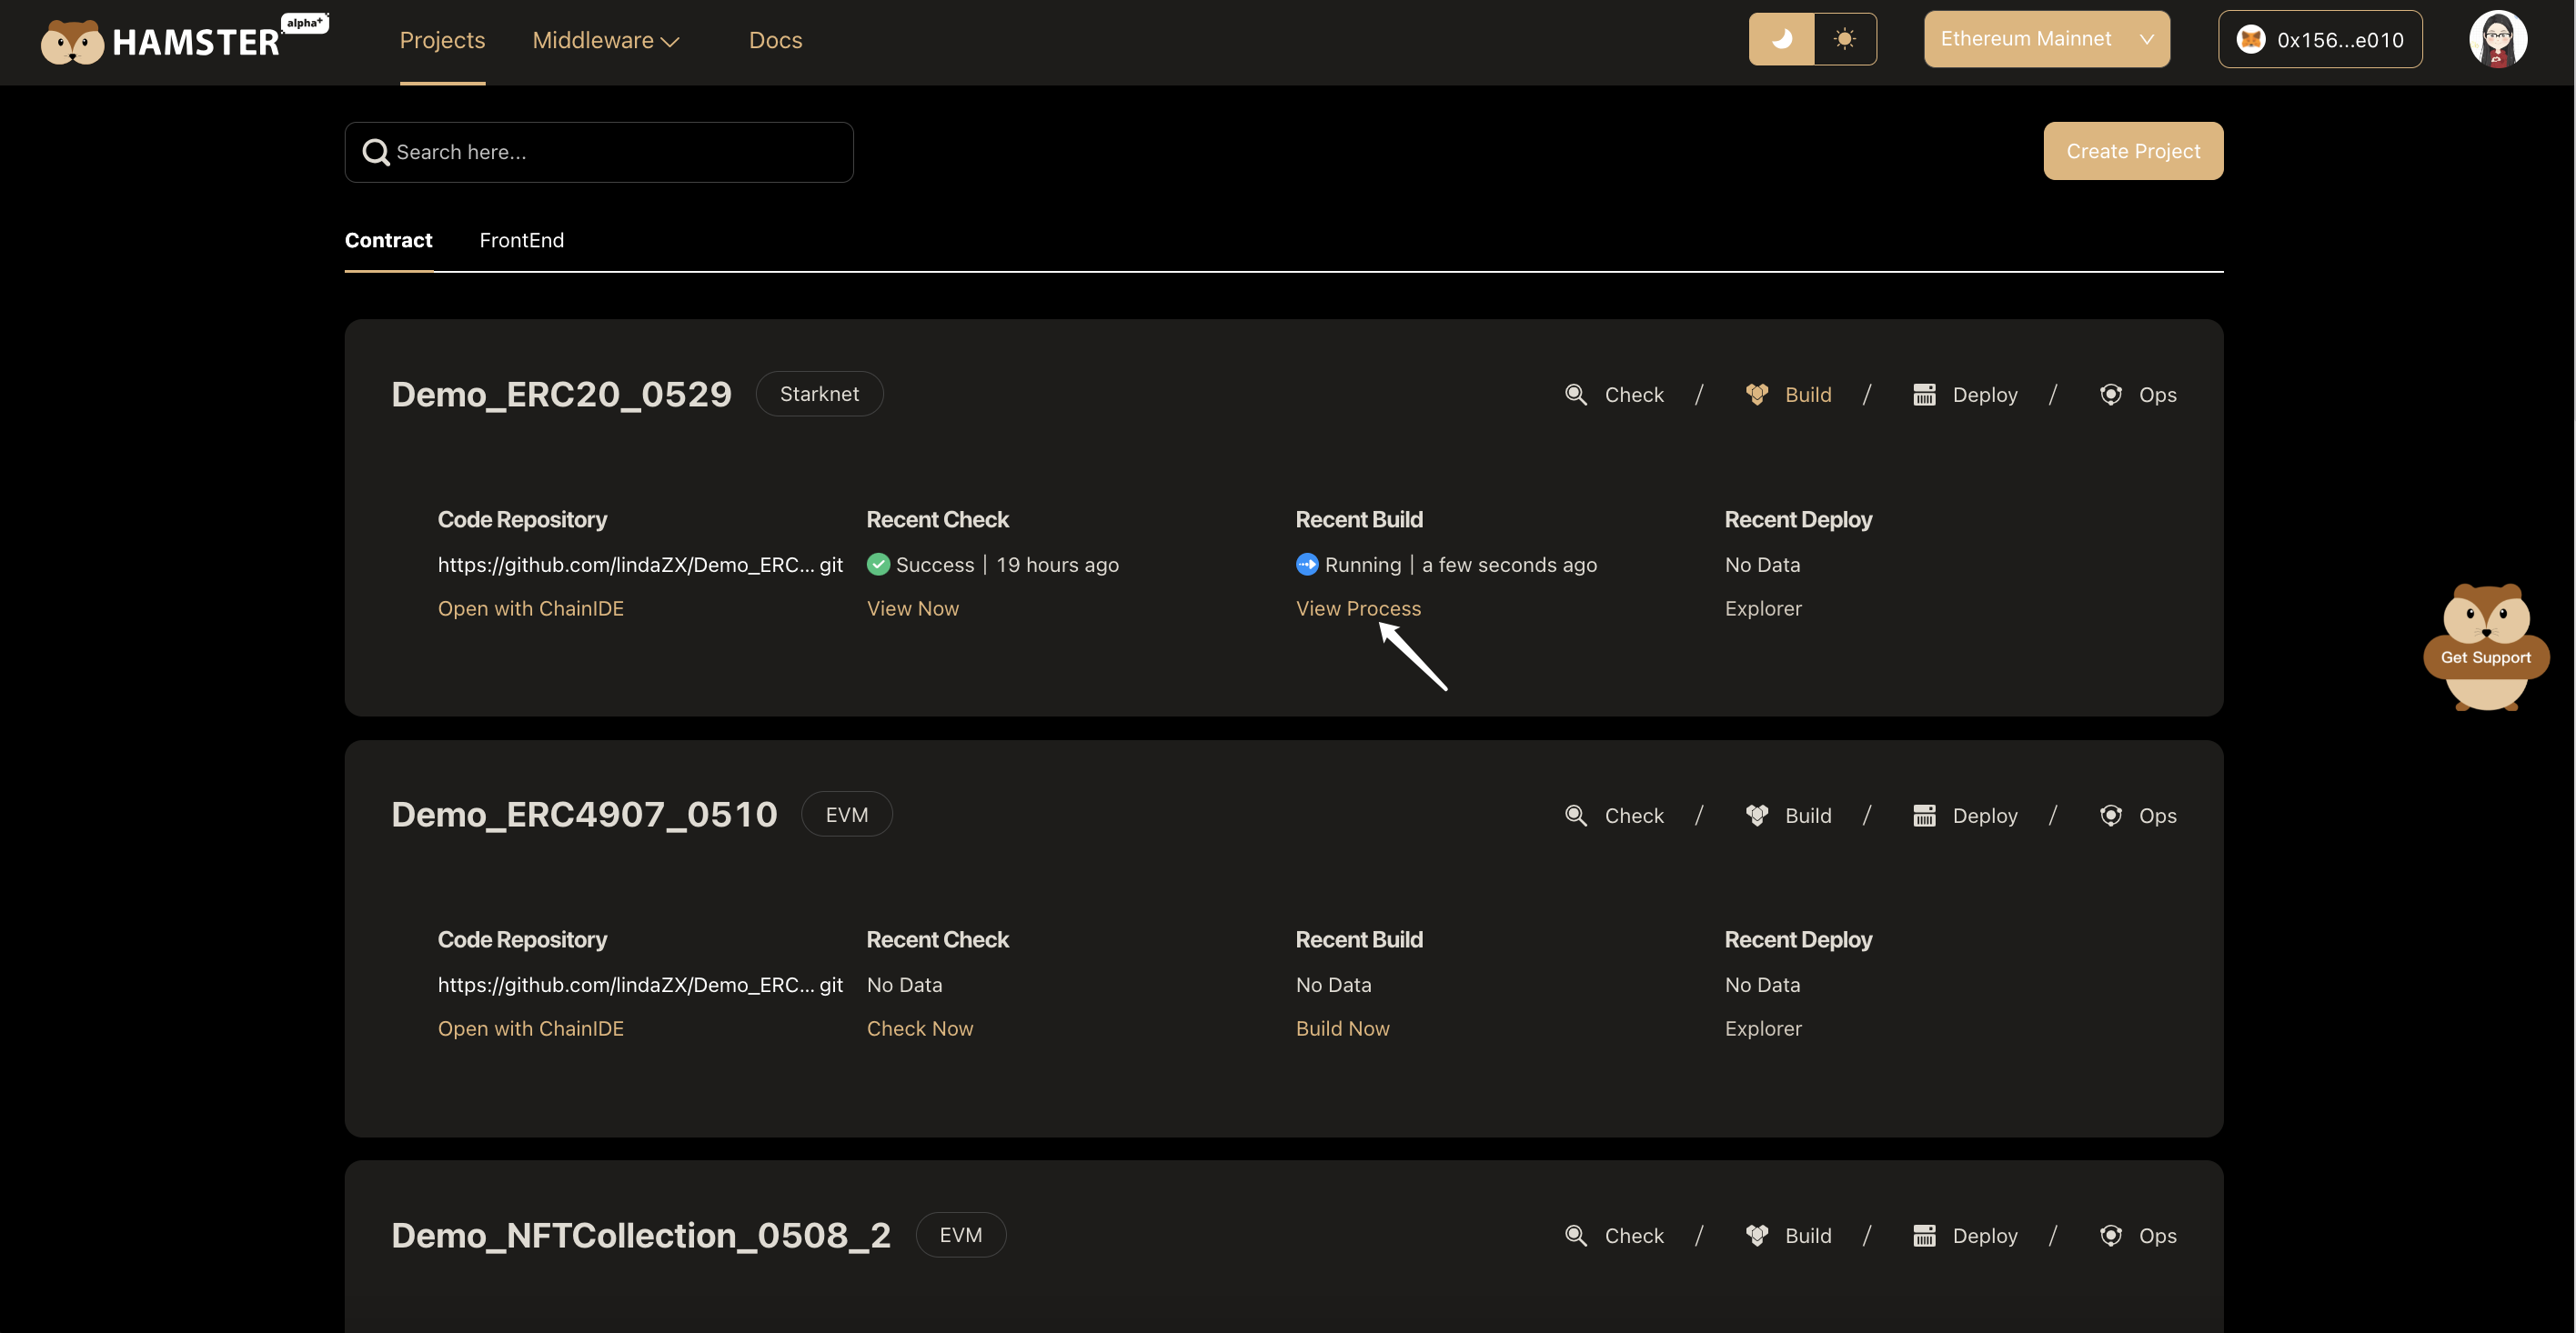 HAMSTER alpha+ Projects Middleware Docs Ethereum Mainnet 0x156...e010
Search here... Create Project
Contract FrontEnd
Demo_ERC20_0529 Starknet Check / Build / Deploy / Ops
Code Repository Recent Check Recent Build Recent Deploy
https://github.com/lindaZX/Demo_ERC... git Success | 19 hours ago Running | a few seconds ago No Data
Open with ChainIDE View Now View Process Explorer
Get Support
Demo_ERC4907_0510 EVM Check / Build / Deploy / Ops
Code Repository Recent Check Recent Build Recent Deploy
https://github.com/lindaZX/Demo_ERC... git No Data No Data No Data
Open with ChainIDE Check Now Build Now Explorer
Demo_NFTCollection_0508_2 EVM Check / Build / Deploy / Ops